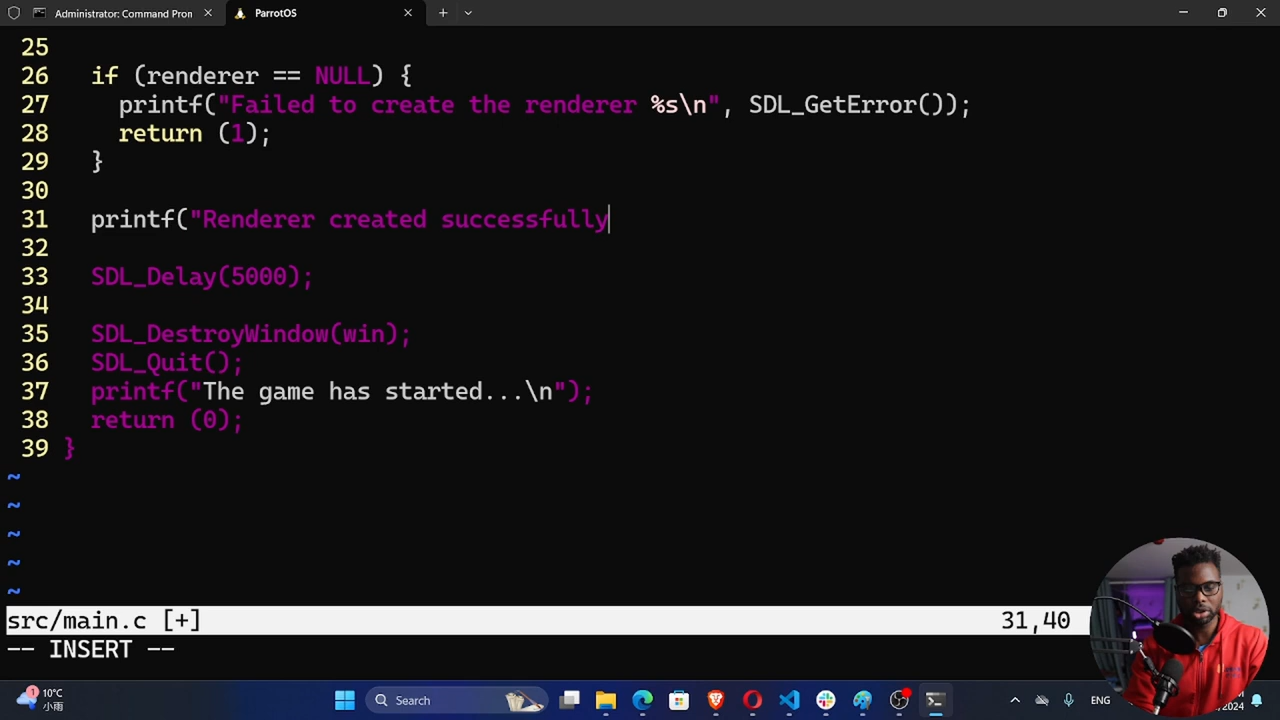 Administrator: Command Pron
ParrotOS
25
26 if (renderer == NULL) {
27 printf("Failed to create the renderer %s\n", SDL_GetError());
28 return (1);
29 }
30
31 printf("Renderer created successfully
32
33 SDL_Delay(5000);
34
35 SDL_DestroyWindow(win);
36 SDL_Quit();
37 printf("The game has started...\n");
38 return (0);
39 }
~
~
~
~
~
src/main.c [+] 31,40
-- INSERT --
1
10°C
小雨
Search
ENG
2024